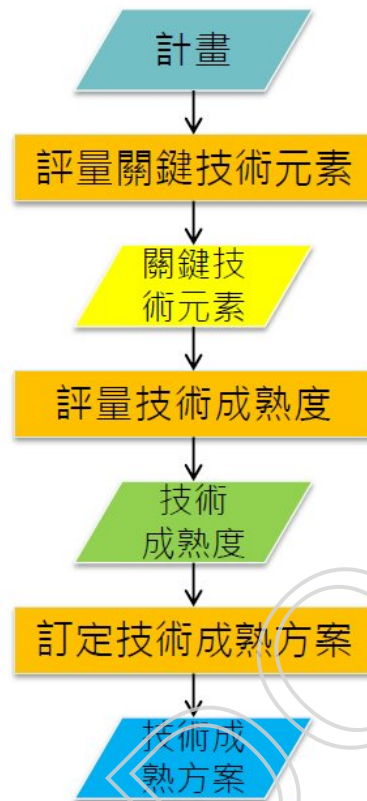 計畫
評量關鍵技術元素
關鍵技
術元素
評量技術成熟度
技術
成熟度
訂定技術成熟方案
技術成
熟方案